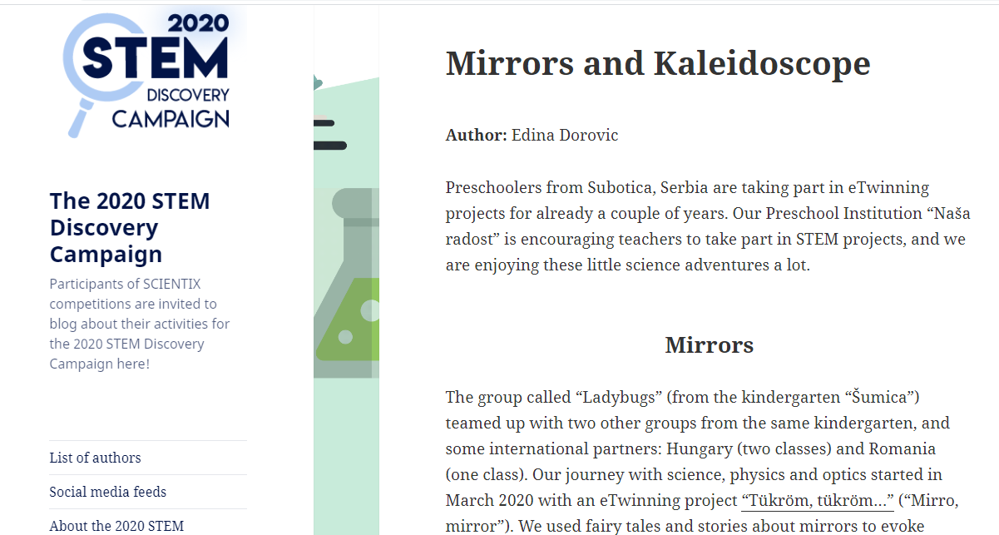 2020
STEM
DISCOVERY
CAMPAIGN
The 2020 STEM
Discovery
Campaign
Participants of SCIENTIX
competitions are invited to
blog about their activities for
the 2020 STEM Discovery
Campaign here!
List of authors
Social media feeds
About the 2020 STEM
Mirrors and Kaleidoscope
Author: Edina Dorovic
Preschoolers from Subotica, Serbia are taking part in eTwinning
projects for already a couple of years. Our Preschool Institution “Naša
radost” is encouraging teachers to take part in STEM projects, and we
are enjoying these little science adventures a lot.
Mirrors
The group called “Ladybugs” (from the kindergarten “Šumica”)
teamed up with two other groups from the same kindergarten, and
some international partners: Hungary (two classes) and Romania
(one class). Our journey with science, physics and optics started in
March 2020 with an eTwinning project “Tükröm, tükröm…” (“Mirro,
mirror”). We used fairy tales and stories about mirrors to evoke